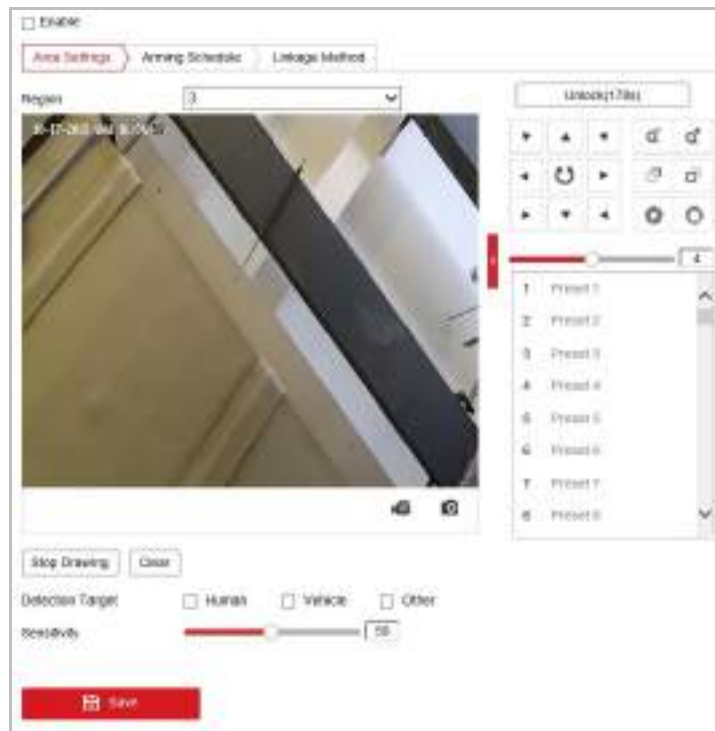 Enable
Area Settings Arming Schedule Linkage Method
Region 3
Unlock(178s)
4
1 Preset 1
2 Preset 2
3 Preset 3
4 Preset 4
5 Preset 5
6 Preset 6
7 Preset 7
8 Preset 8
Stop Drawing Clear
Detection Target Human Vehicle Other
Sensitivity 50
Save